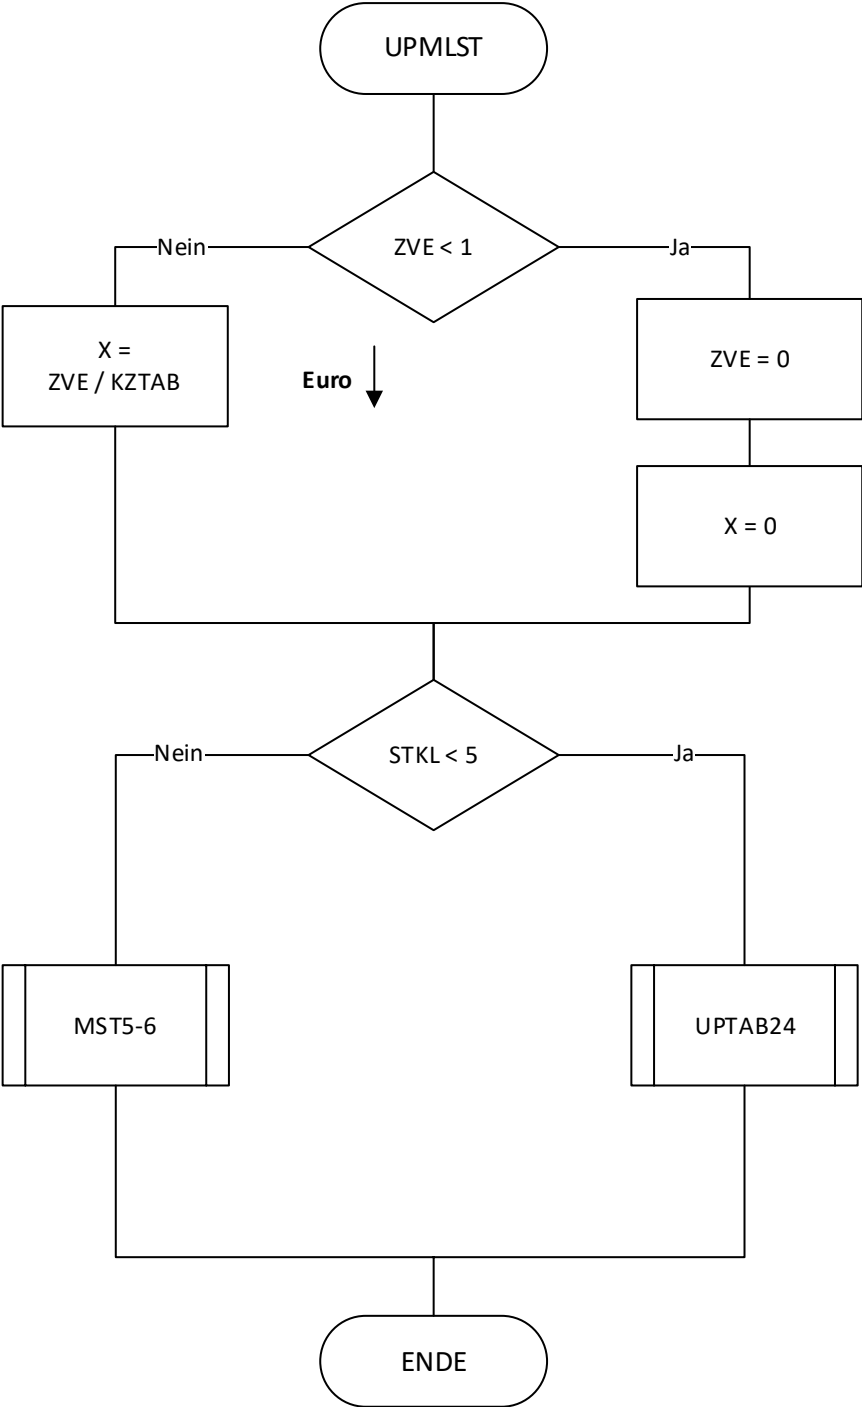 UPMLST
Nein
ZVE < 1
Ja
X =
ZVE / KZTAB
Euro
ZVE = 0
X = 0
Nein
STKL < 5
Ja
MST5-6
UPTAB24
ENDE